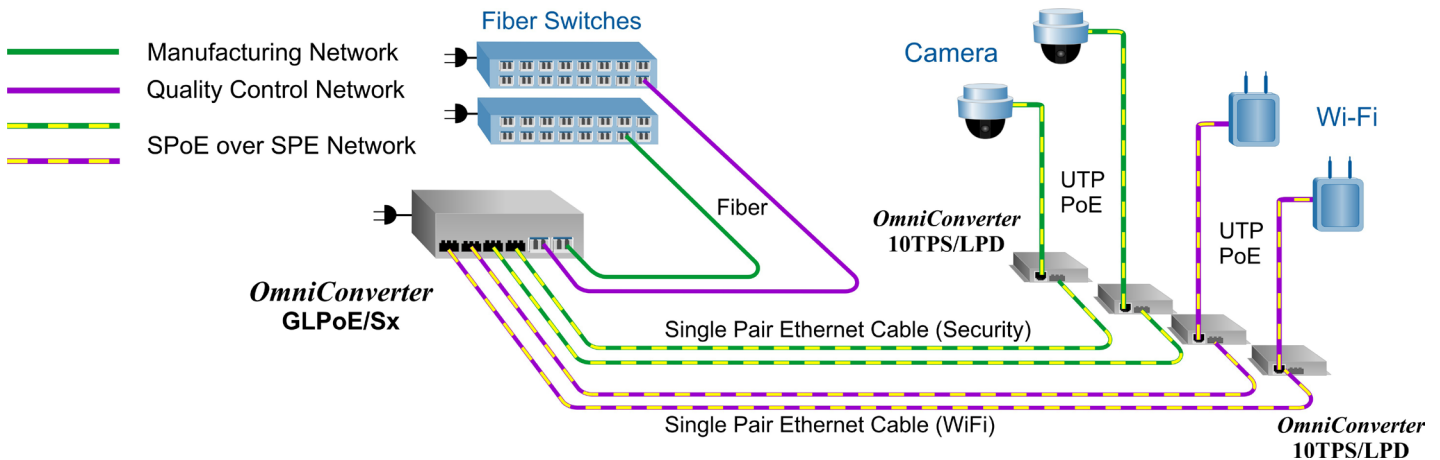 Fiber Switches
Manufacturing Network
Quality Control Network
SPoE over SPE Network
Camera
Wi-Fi
Fiber
UTP
PoE
UTP
PoE
OmniConverter
10TPS/LPD
OmniConverter
GLPoE/Sx
Single Pair Ethernet Cable (Security)
Single Pair Ethernet Cable (WiFi)
OmniConverter
10TPS/LPD